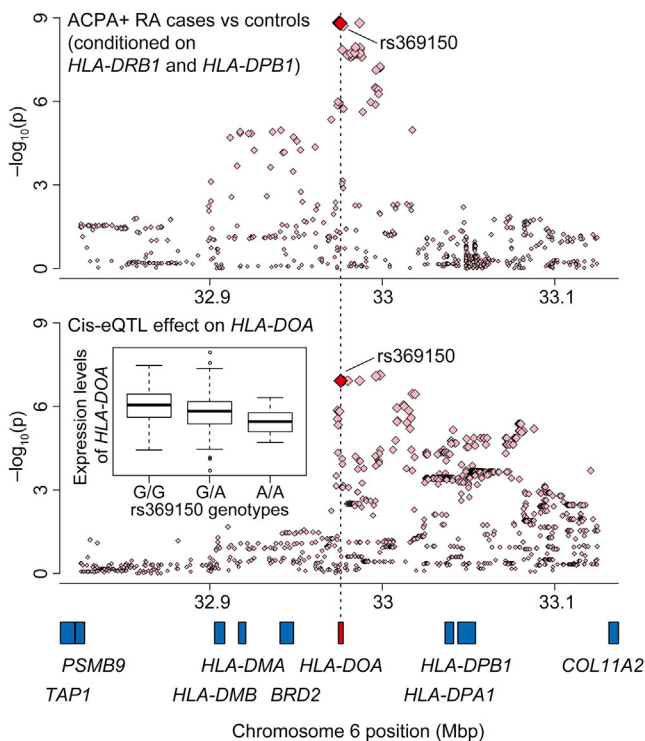 9
ACPA+ RA cases vs controls
(conditioned on
HLA-DRB1 and HLA-DPB1)
rs369150
6
3
0
–log10(p)
32.9
33
33.1
9
Cis-eQTL effect on HLA-DOA
rs369150
6
3
0
–log10(p)
Expression levels
of HLA-DOA
G/G
G/A
A/A
rs369150 genotypes
32.9
33
33.1
PSMB9
HLA-DMA
HLA-DOA
HLA-DPB1
COL11A2
TAP1
HLA-DMB
BRD2
HLA-DPA1
Chromosome 6 position (Mbp)